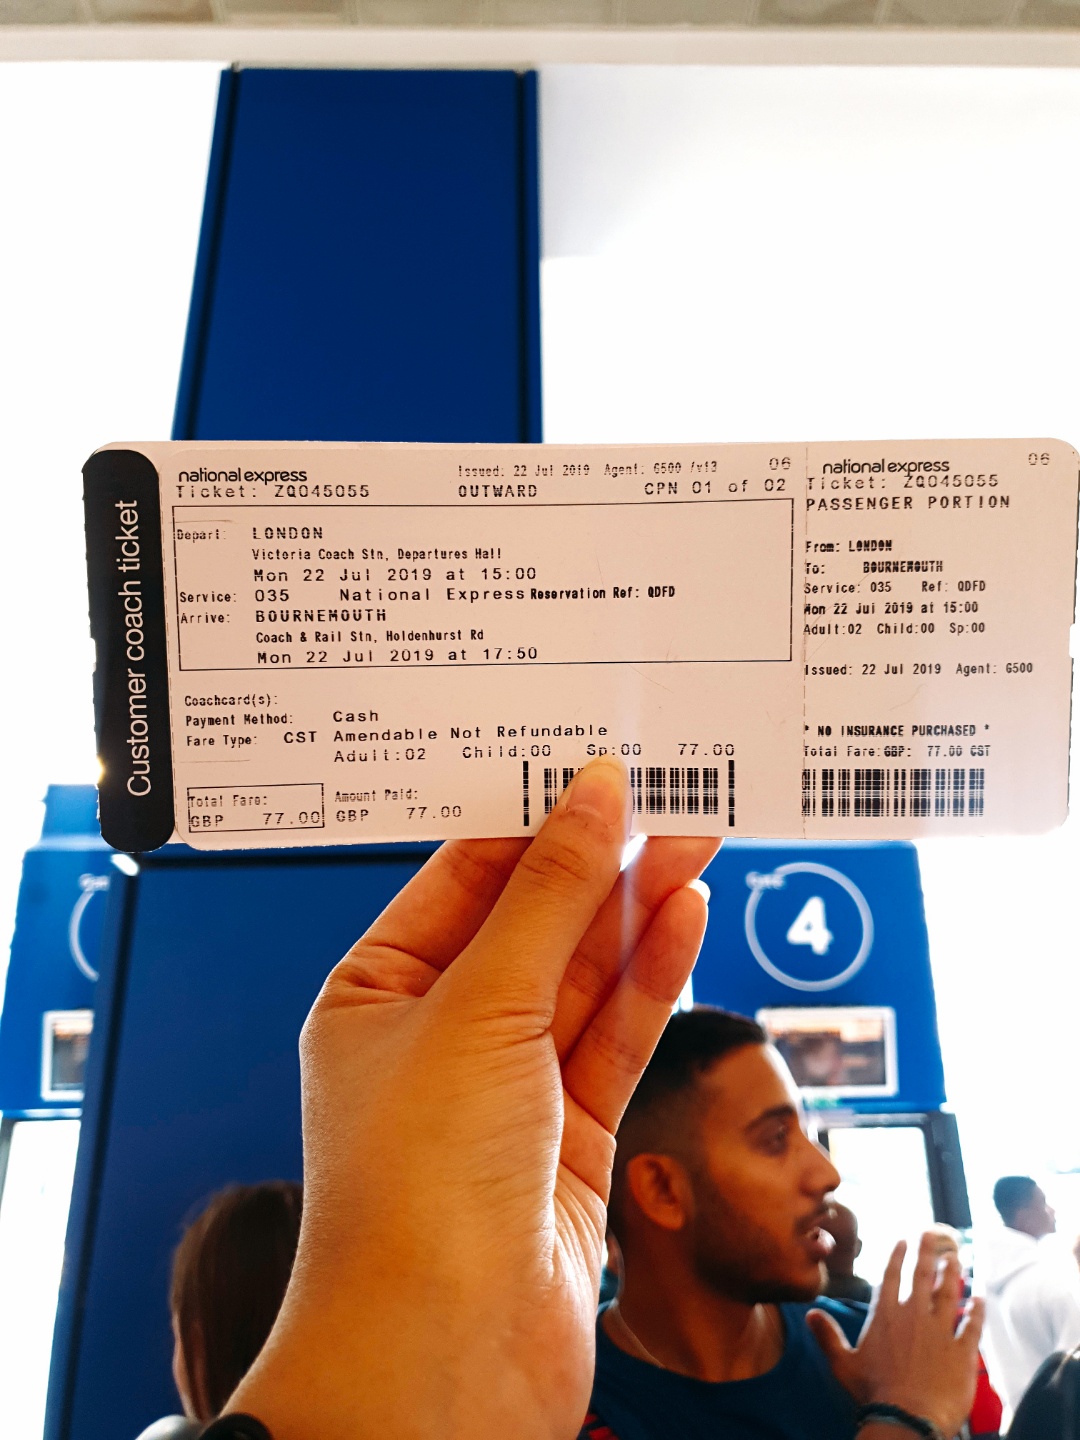 Customer coach ticket
national express
Issued: 22 Jul 2019 Agent: G500 /v13 06
Ticket: ZQ045055 OUTWARD CPN 01 of 02
Depart: LONDON
Victoria Coach Stn, Departures Hall
Mon 22 Jul 2019 at 15:00
Service: 035 National Express Reservation Ref: QDFD
Arrive: BOURNEMOUTH
Coach & Rail Stn, Holdenhurst Rd
Mon 22 Jul 2019 at 17:50
Coachcard(s):
Payment Method: Cash
Fare Type: CST Amendable Not Refundable
Adult:02 Child:00 Sp:00 77.00
Total Fare: Amount Paid:
GBP 77.00 GBP 77.00
national express 06
Ticket: ZQ045055
PASSENGER PORTION
From: LONDON
To: BOURNEMOUTH
Service: 035 Ref: QDFD
Mon 22 Jul 2019 at 15:00
Adult:02 Child:00 Sp:00
Issued: 22 Jul 2019 Agent: G500
* NO INSURANCE PURCHASED *
Total Fare:GBP: 77.00 CST
Gate
4